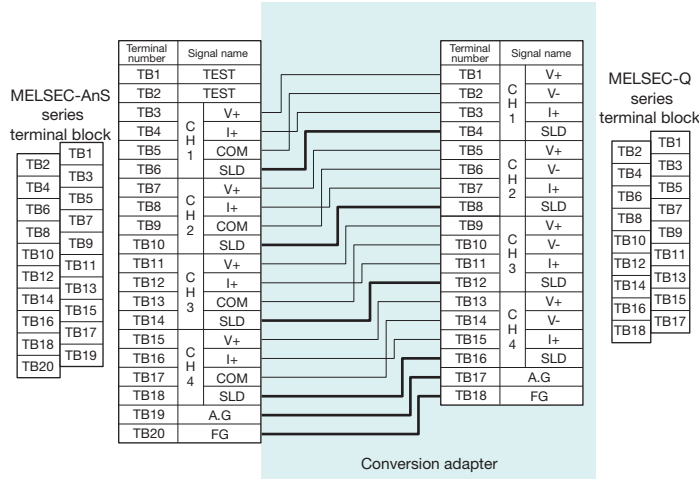 MELSEC-AnS
series
terminal block
TB1
TB2
TB3
TB4
TB5
TB6
TB7
TB8
TB9
TB10
TB11
TB12
TB13
TB14
TB15
TB16
TB17
TB18
TB19
TB20
Terminal number Signal name
TB1 TEST
TB2 TEST
CH1
TB3 V+
TB4 I+
TB5 COM
TB6 SLD
CH2
TB7 V+
TB8 I+
TB9 COM
TB10 SLD
CH3
TB11 V+
TB12 I+
TB13 COM
TB14 SLD
CH4
TB15 V+
TB16 I+
TB17 COM
TB18 SLD
TB19 A.G
TB20 FG
Terminal number Signal name
CH1
TB1 V+
TB2 V-
TB3 I+
TB4 SLD
CH2
TB5 V+
TB6 V-
TB7 I+
TB8 SLD
CH3
TB9 V+
TB10 V-
TB11 I+
TB12 SLD
CH4
TB13 V+
TB14 V-
TB15 I+
TB16 SLD
TB17 A.G
TB18 FG
MELSEC-Q
series
terminal block
TB1
TB2
TB3
TB4
TB5
TB6
TB7
TB8
TB9
TB10
TB11
TB12
TB13
TB14
TB15
TB16
TB17
TB18
Conversion adapter